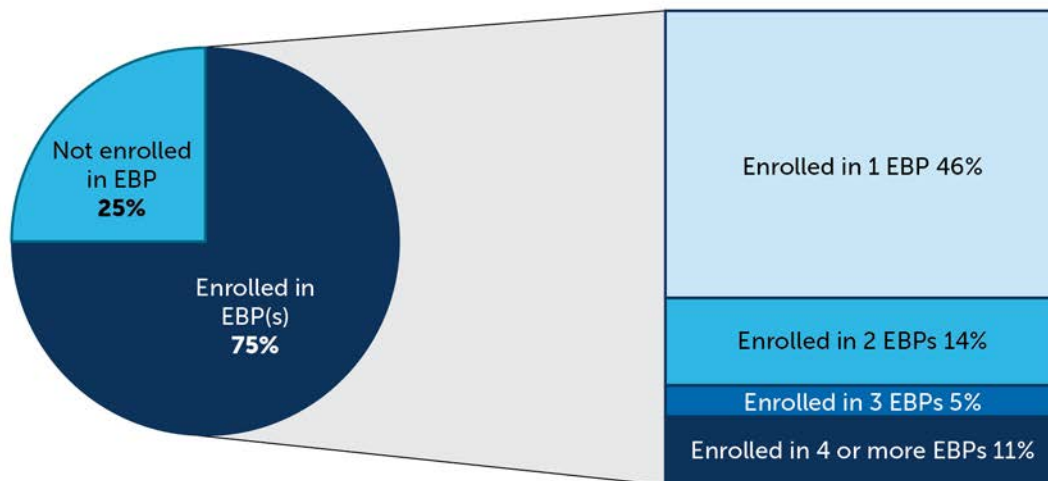 Not enrolled
in EBP
25%
Enrolled in
EBP(s)
75%
Enrolled in 1 EBP 46%
Enrolled in 2 EBPs 14%
Enrolled in 3 EBPs 5%
Enrolled in 4 or more EBPs 11%